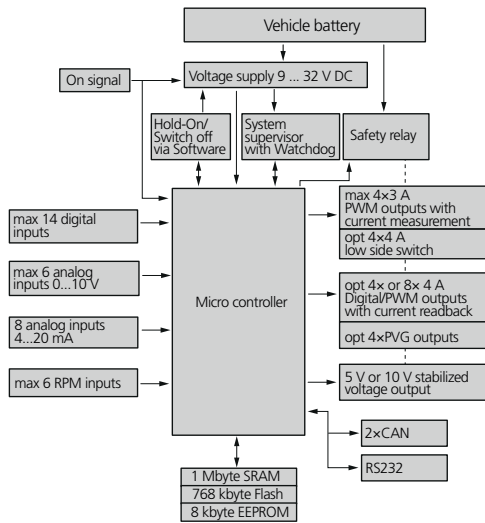 Vehicle battery
On signal
Voltage supply 9 ... 32 V DC
Hold-On/
Switch off
via Software
System
supervisor
with Watchdog
Safety relay
max 14 digital
inputs
max 6 analog
inputs 0...10 V
8 analog inputs
4...20 mA
max 6 RPM inputs
Micro controller
max 4×3 A
PWM outputs with
current measurement
opt 4×4 A
low side switch
opt 4× or 8× 4 A
Digital/PWM outputs
with current readback
opt 4×PVG outputs
5 V or 10 V stabilized
voltage output
2×CAN
RS232
1 Mbyte SRAM
768 kbyte Flash
8 kbyte EEPROM